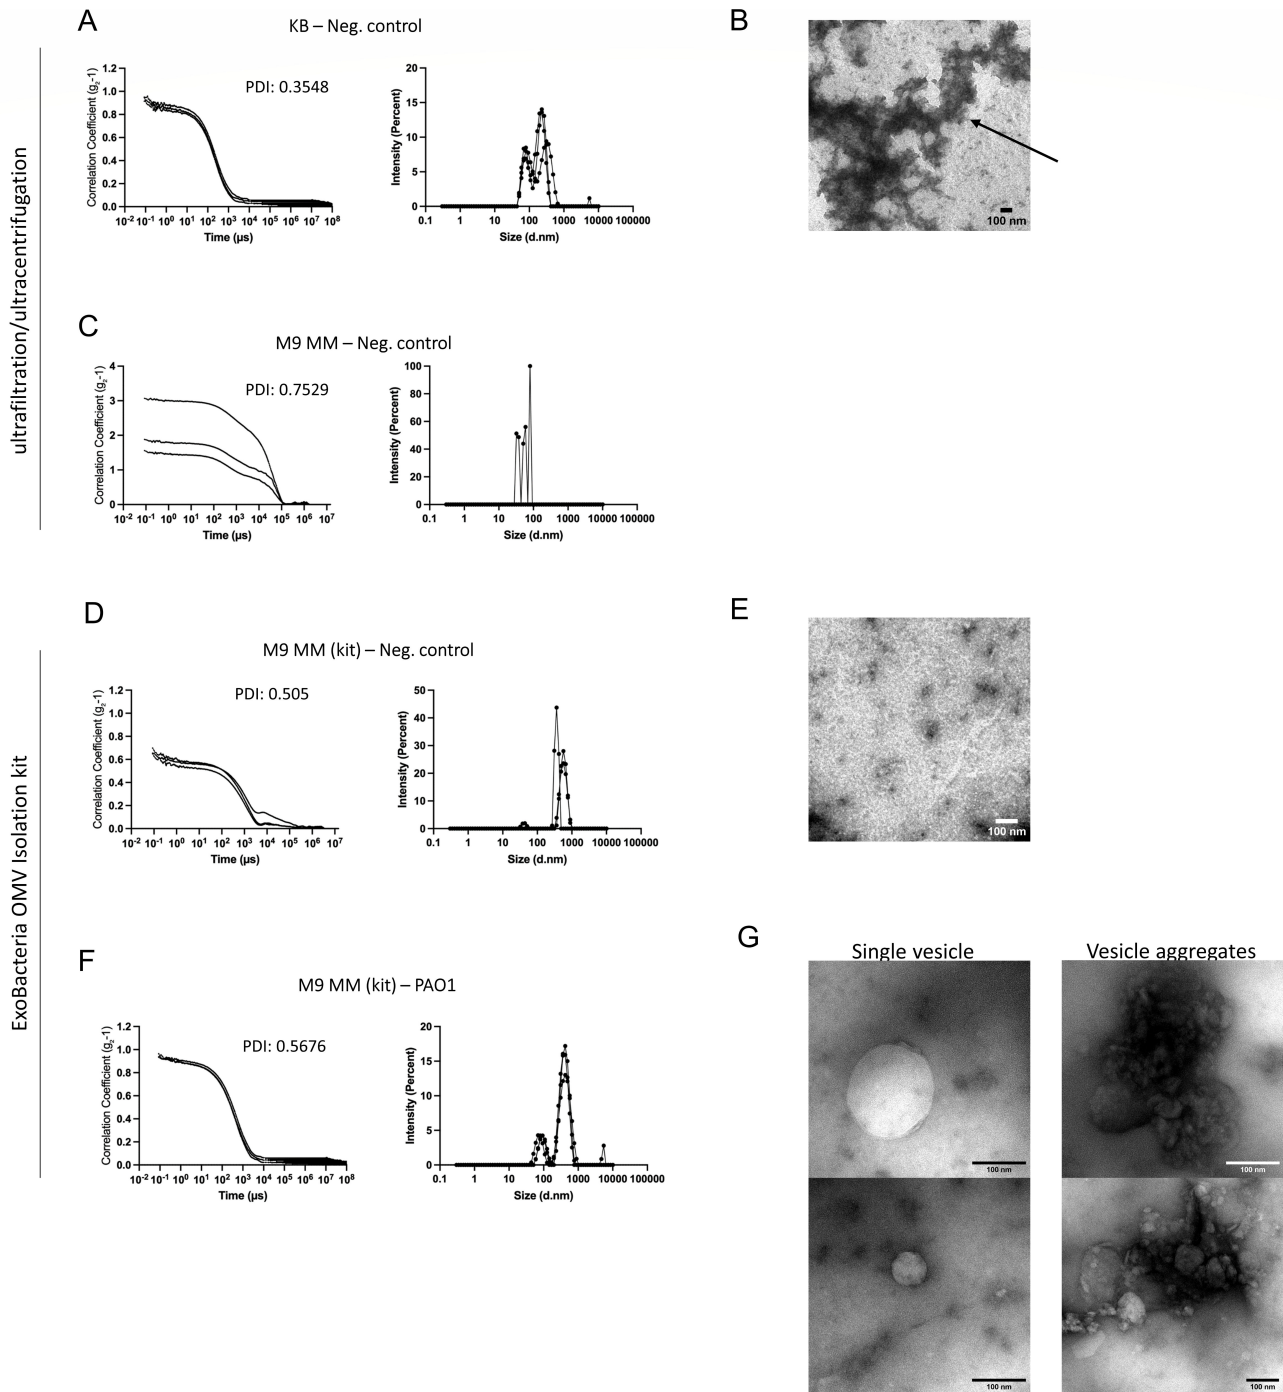 A
KB – Neg. control
B
ultrafiltration/ultracentrifugation
Correlation Coefficient (g₂-1)
1.2
1.0
0.8
0.6
0.4
0.2
0.0
PDI: 0.3548
10⁻² 10⁻¹ 10⁰ 10¹ 10² 10³ 10⁴ 10⁵ 10⁶ 10⁷ 10⁸
Time (µs)
Intensity (Percent)
20
15
10
5
0
0.1 1 10 100 1000 10000 100000
Size (d.nm)
100 nm
C
M9 MM – Neg. control
Correlation Coefficient (g₂-1)
4
3
2
1
0
PDI: 0.7529
10⁻² 10⁻¹ 10⁰ 10¹ 10² 10³ 10⁴ 10⁵ 10⁶ 10⁷
Time (µs)
Intensity (Percent)
100
80
60
40
20
0
0.1 1 10 100 1000 10000 100000
Size (d.nm)
D
M9 MM (kit) – Neg. control
E
ExoBacteria OMV Isolation kit
Correlation Coefficient (g₂-1)
1.2
1.0
0.8
0.6
0.4
0.2
0.0
PDI: 0.505
10⁻² 10⁻¹ 10⁰ 10¹ 10² 10³ 10⁴ 10⁵ 10⁶ 10⁷
Time (µs)
Intensity (Percent)
50
40
30
20
10
0
0.1 1 10 100 1000 10000 100000
Size (d.nm)
100 nm
F
M9 MM (kit) – PAO1
Correlation Coefficient (g₂-1)
1.2
1.0
0.8
0.6
0.4
0.2
0.0
PDI: 0.5676
10⁻² 10⁻¹ 10⁰ 10¹ 10² 10³ 10⁴ 10⁵ 10⁶ 10⁷ 10⁸
Time (µs)
Intensity (Percent)
20
15
10
5
0
0.1 1 10 100 1000 10000 100000
Size (d.nm)
G
Single vesicle
Vesicle aggregates
100 nm
100 nm
100 nm
100 nm